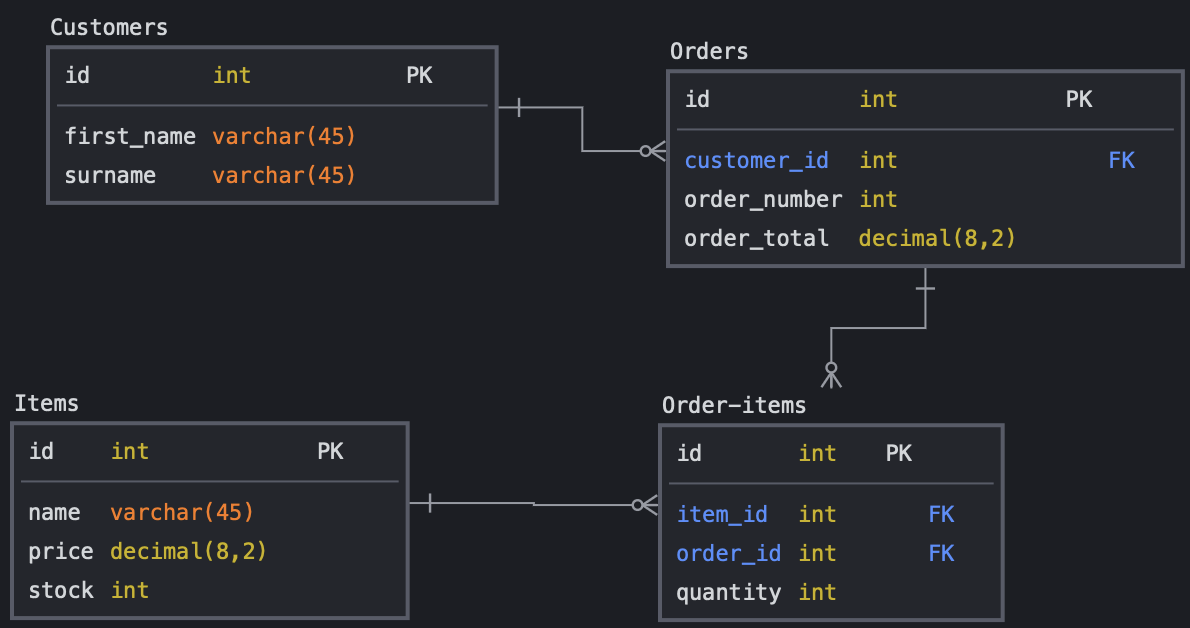 Customers
id int PK
first_name varchar(45)
surname varchar(45)
Orders
id int PK
customer_id int FK
order_number int
order_total decimal(8,2)
Items
id int PK
name varchar(45)
price decimal(8,2)
stock int
Order-items
id int PK
item_id int FK
order_id int FK
quantity int